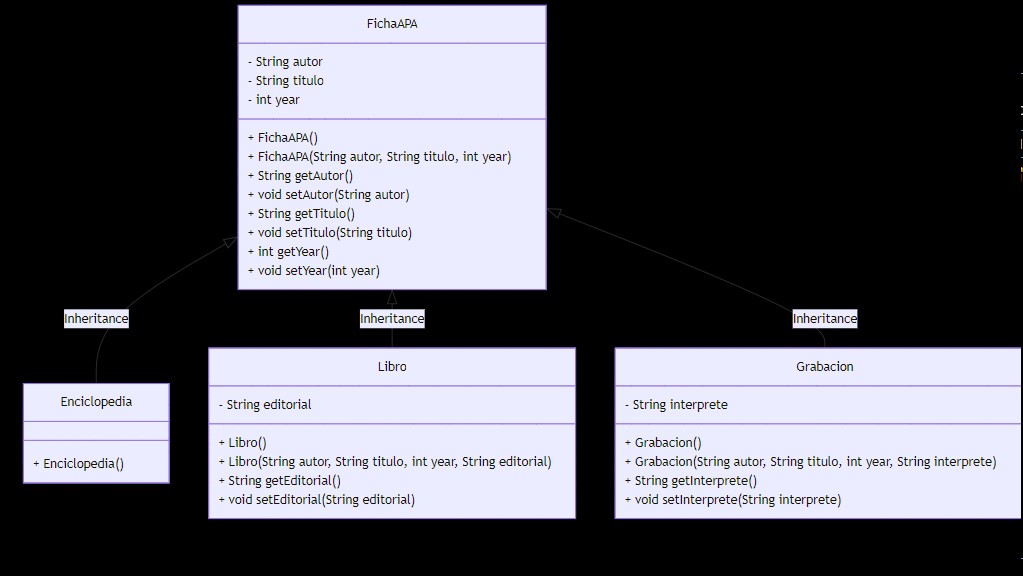 FichaAPA
- String autor
- String titulo
- int year
+ FichaAPA()
+ FichaAPA(String autor, String titulo, int year)
+ String getAutor()
+ void setAutor(String autor)
+ String getTitulo()
+ void setTitulo(String titulo)
+ int getYear()
+ void setYear(int year)
Inheritance
Inheritance
Inheritance
Enciclopedia
+ Enciclopedia()
Libro
- String editorial
+ Libro()
+ Libro(String autor, String titulo, int year, String editorial)
+ String getEditorial()
+ void setEditorial(String editorial)
Grabacion
- String interprete
+ Grabacion()
+ Grabacion(String autor, String titulo, int year, String interprete)
+ String getInterprete()
+ void setInterprete(String interprete)